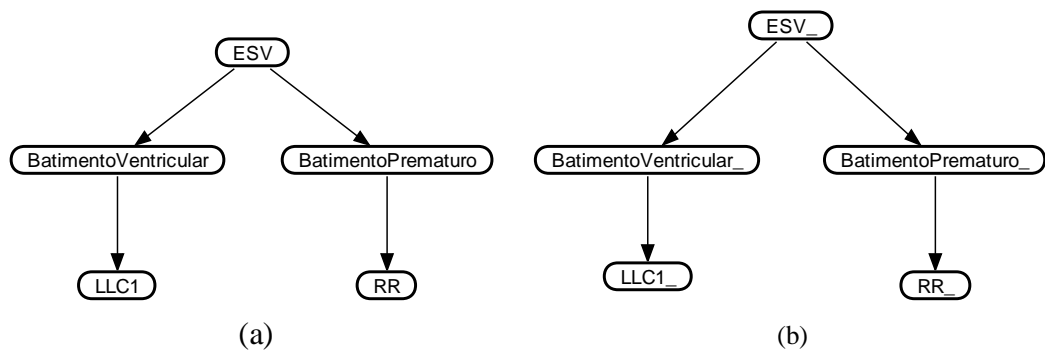 ESV
BatimentoVentricular
BatimentoPrematuro
LLC1
RR
(a)
ESV_
BatimentoVentricular_
BatimentoPrematuro_
LLC1_
RR_
(b)